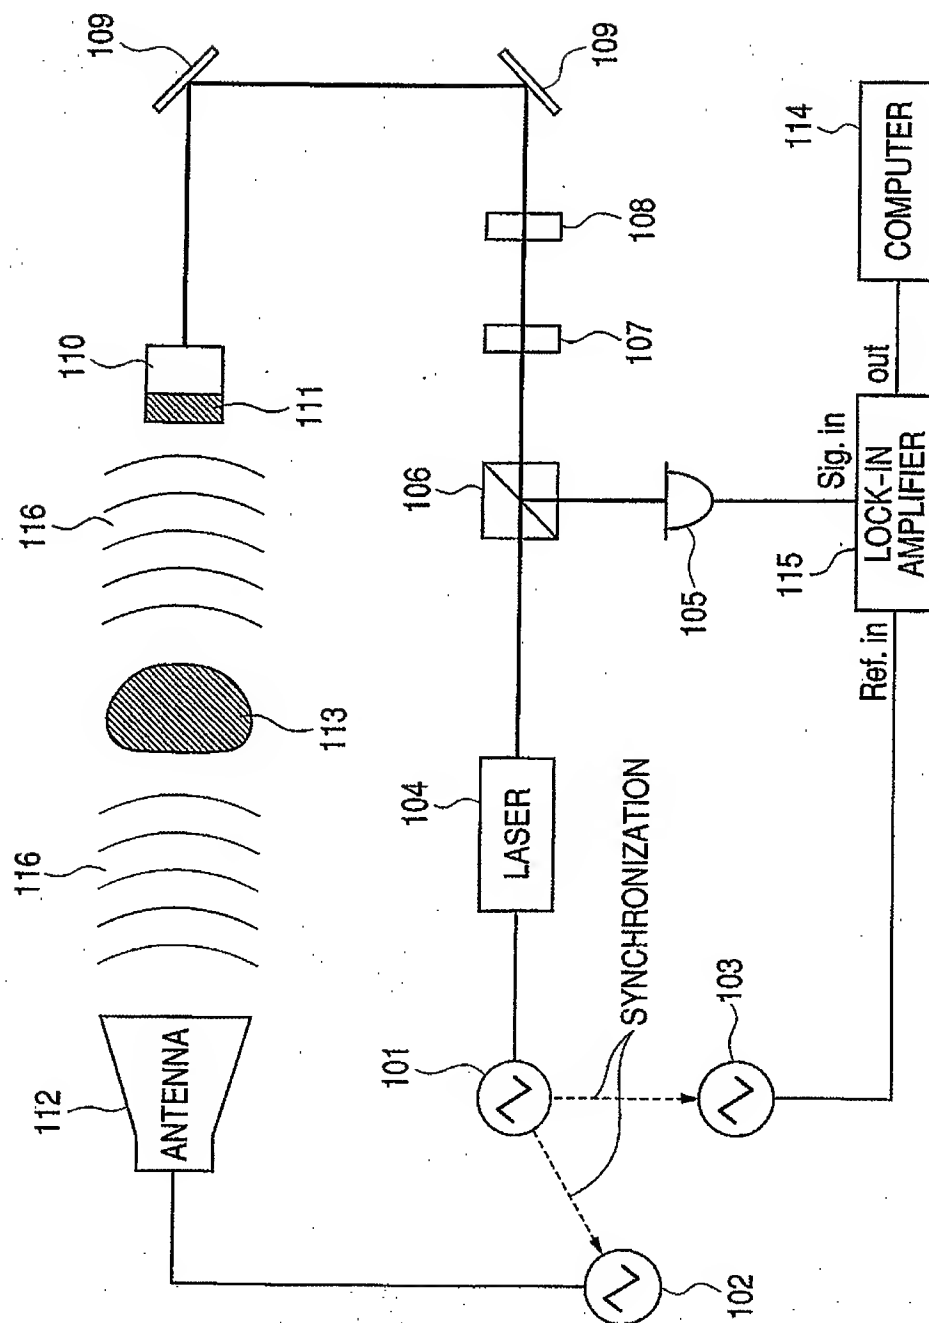 109
109
110
111
116
116
113
112
ANTENNA
108
107
106
105
104
LASER
101
SYNCHRONIZATION
102
103
114
COMPUTER
out
Sig. in
115
LOCK-IN
AMPLIFIER
Ref. in